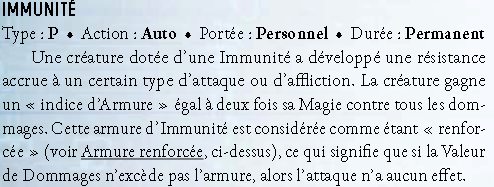 IMMUNITÉ
Type : P ♦ Action : Auto ♦ Portée : Personnel ♦ Durée : Permanent
Une créature dotée d'une Immunité a développé une résistance
accrue à un certain type d'attaque ou d'affliction. La créature gagne
un « indice d'Armure » égal à deux fois sa Magie contre tous les dom-
mages. Cette armure d'Immunité est considérée comme étant « renfor-
cée » (voir Armure renforcée, ci-dessus), ce qui signifie que si la Valeur
de Dommages n'excède pas l'armure, alors l'attaque n'a aucun effet.